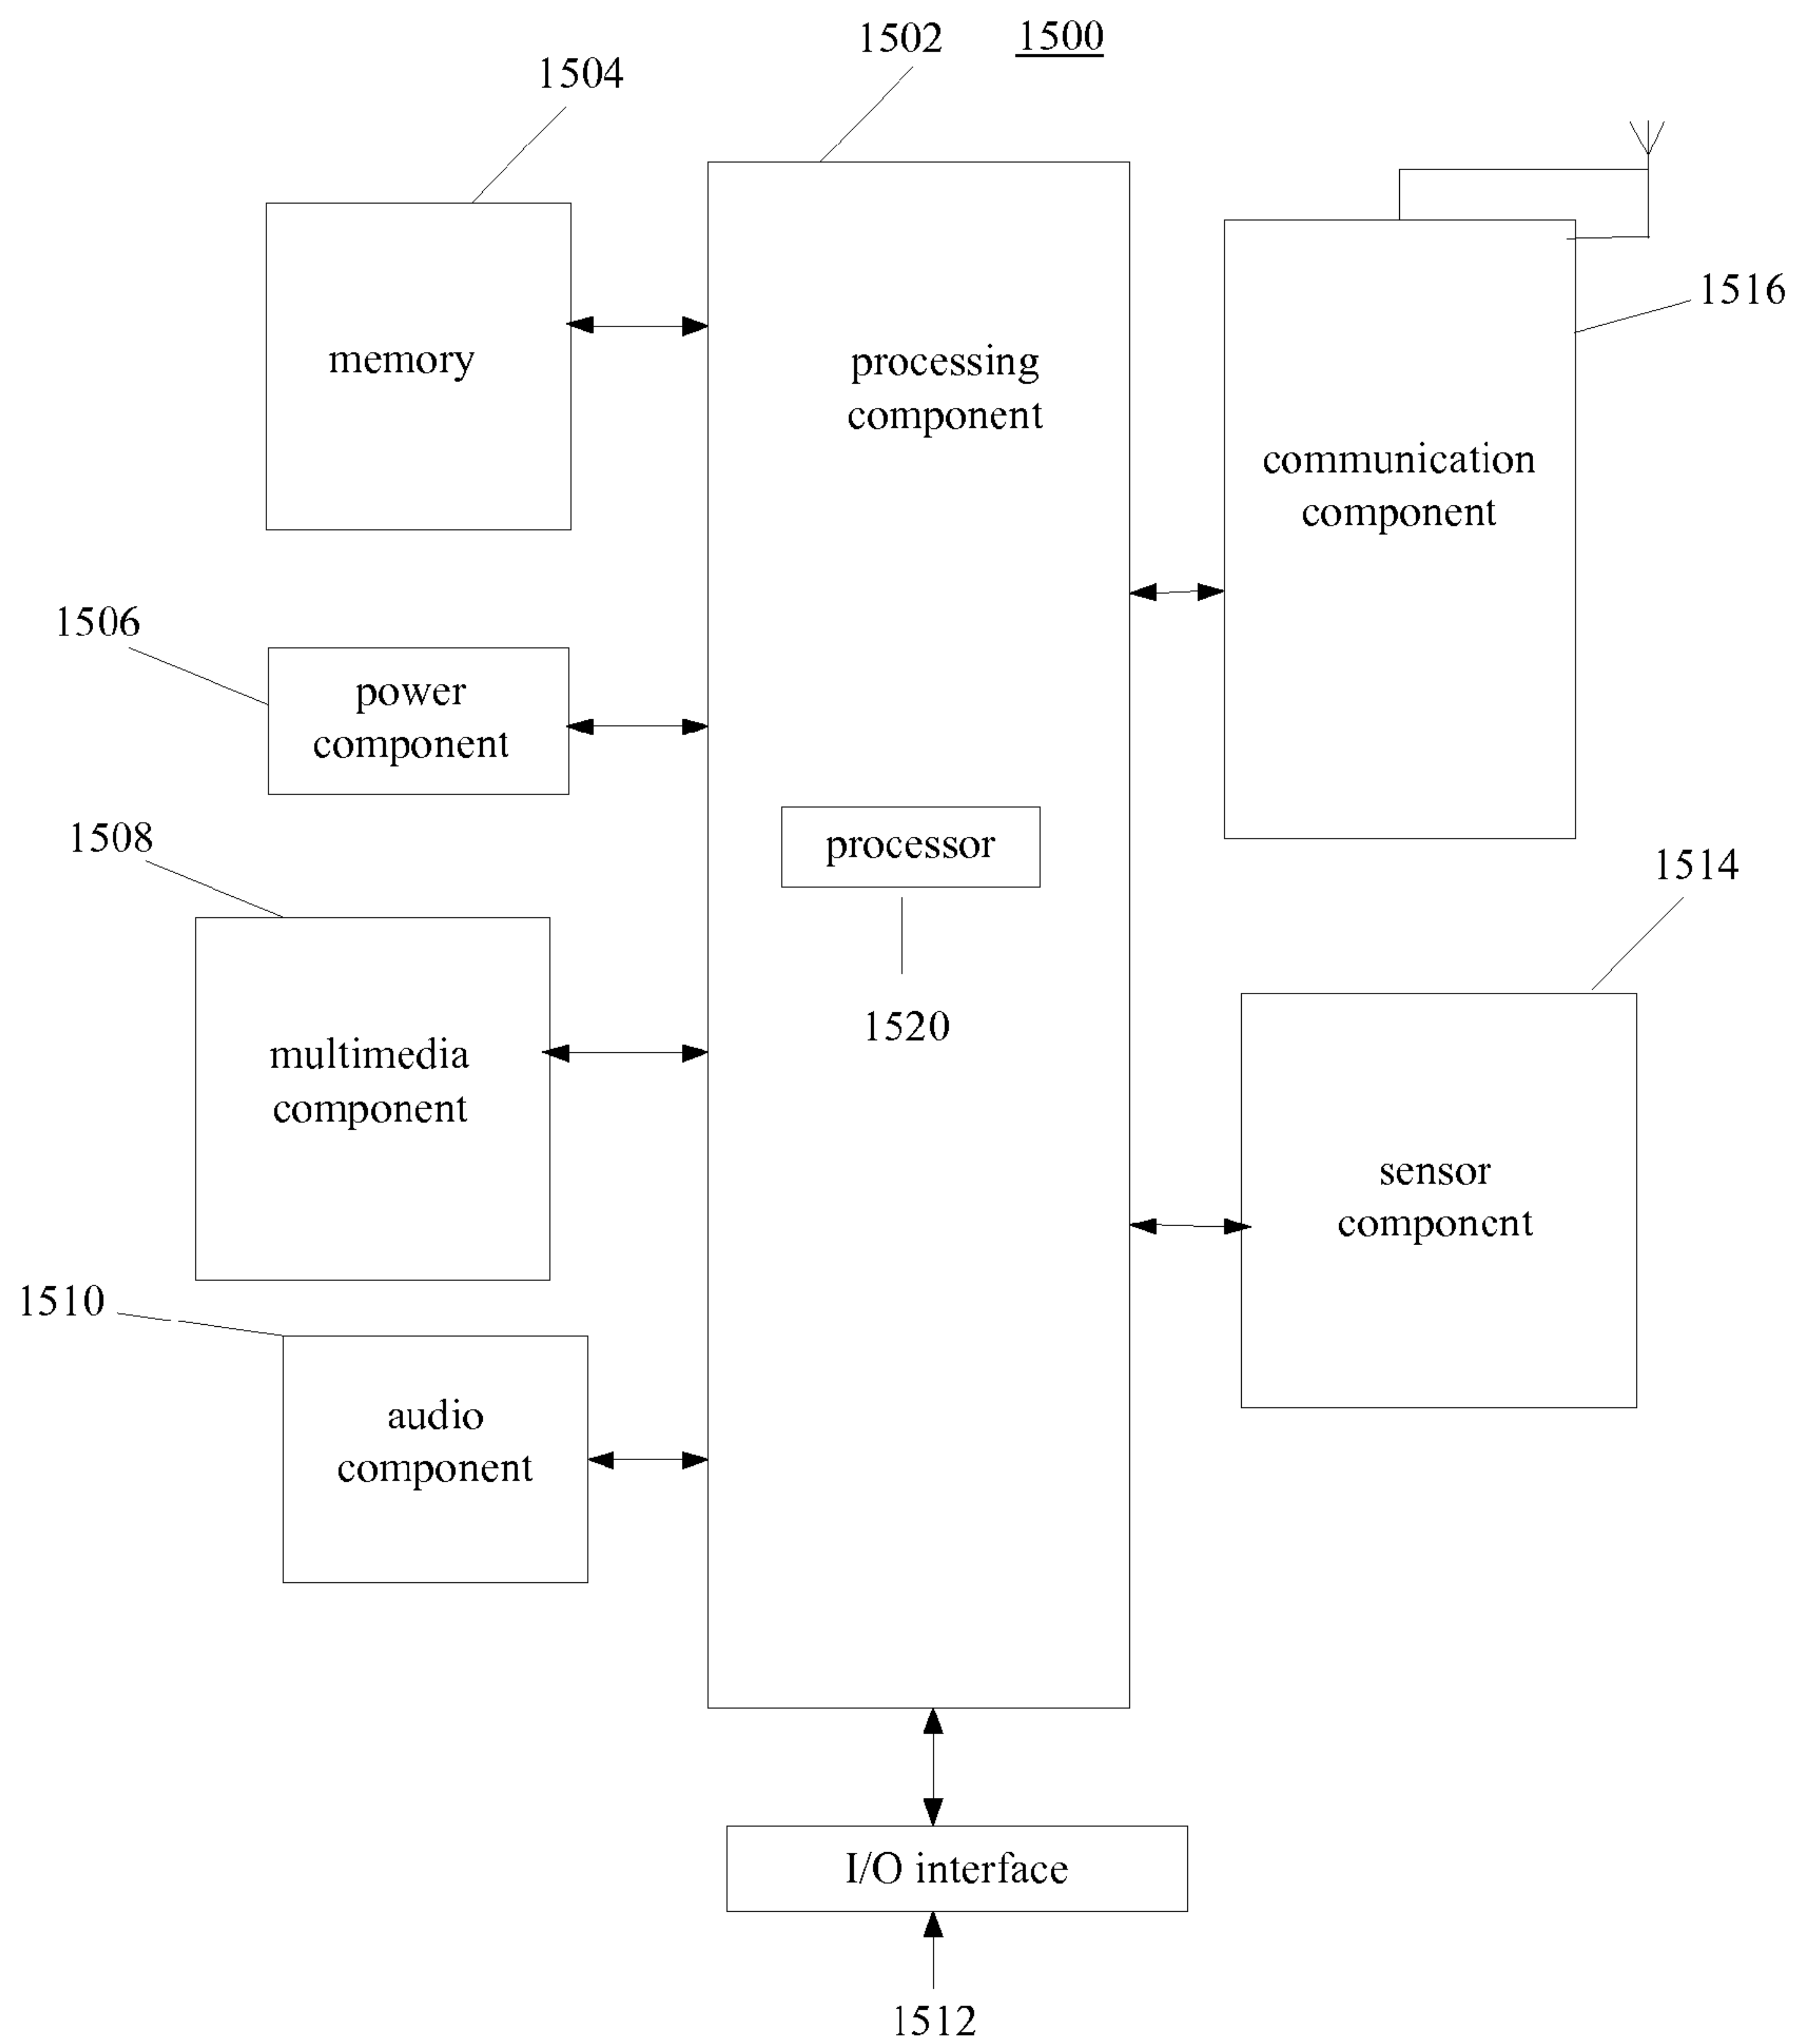 1502
1500
1504
1516
memory
processing
component
communication
component
1506
power
component
1508
processor
1514
1520
multimedia
component
sensor
component
1510
audio
component
I/O interface
1512